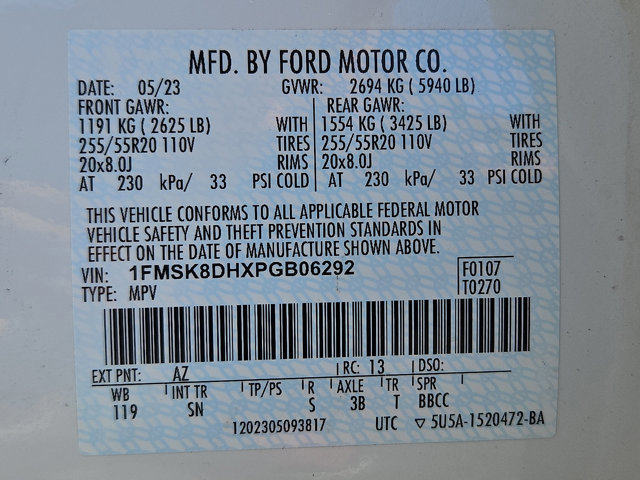 MFD. BY FORD MOTOR CO.
DATE: 05/23 GVWR: 2694 KG ( 5940 LB)
FRONT GAWR: REAR GAWR:
1191 KG ( 2625 LB) WITH 1554 KG ( 3425 LB) WITH
255/55R20 110V TIRES 255/55R20 110V TIRES
20x8.0J RIMS 20x8.0J RIMS
AT 230 kPa/ 33 PSI COLD AT 230 kPa/ 33 PSI COLD
THIS VEHICLE CONFORMS TO ALL APPLICABLE FEDERAL MOTOR
VEHICLE SAFETY AND THEFT PREVENTION STANDARDS IN
EFFECT ON THE DATE OF MANUFACTURE SHOWN ABOVE.
VIN: 1FMSK8DHXPGB06292 F0107
TYPE: MPV T0270
EXT PNT: AZ RC: 13 DSO:
WB INT TR TP/PS R AXLE TR SPR
119 SN S 3B T BBCC
1202305093817 UTC ▽ 5U5A-1520472-BA